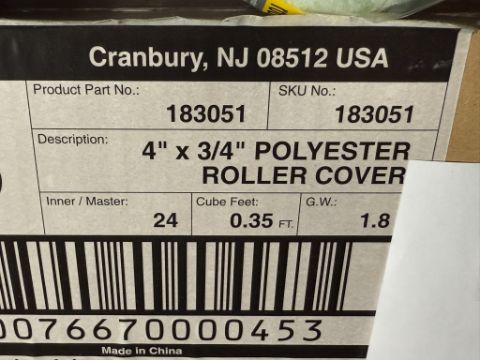 Cranbury, NJ 08512 USA
Product Part No.:
183051
SKU No.:
183051
Description:
4" x 3/4" POLYESTER
ROLLER COVER
Inner / Master:
24
Cube Feet:
0.35 FT.
G.W.:
1.8
0076670000453
Made in China